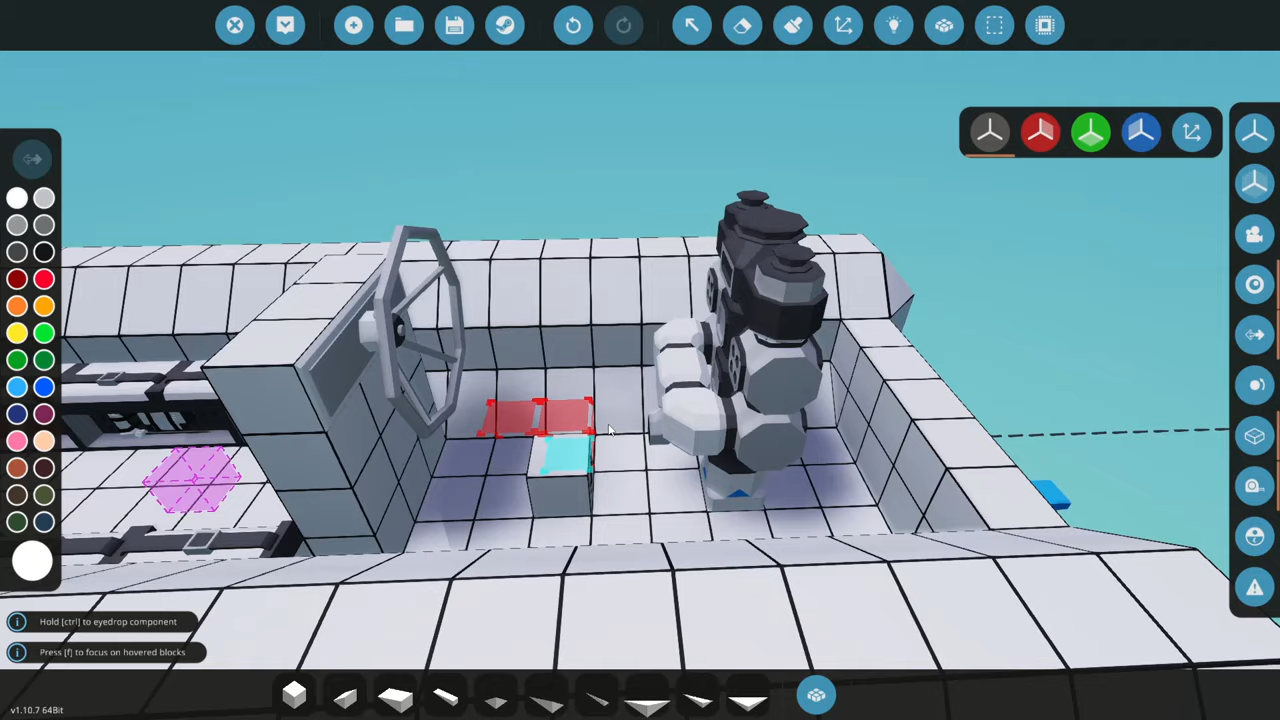 Hold [ctrl] to eyedrop component
Press [f] to focus on hovered blocks
v1.10.7 64Bit